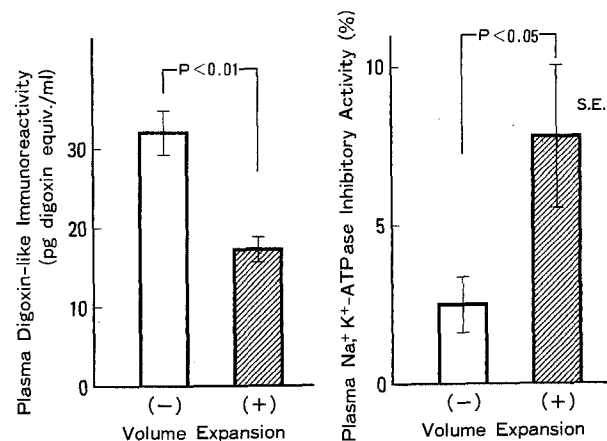 Plasma Digoxin-like Immunoreactivity
(pg digoxin equiv./ml)
30
20
10
0
P<0.01
(-)
(+)
Volume Expansion
Plasma Na,+ K+-ATPase Inhibitory Activity (%)
10
5
0
P<0.05
S.E.
(-)
(+)
Volume Expansion